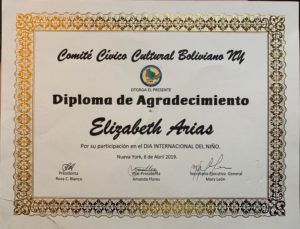 Comité Cívico Cultural Boliviano NY
OTORGA EL PRESENTE
Diploma de Agradecimiento
A
Elizabeth Arias
Por su participación en el DIA INTERNACIONAL DEL NIÑO.
Nueva York, 6 de Abril 2019.
Presidenta
Rosa C. Blanco
Vice-Presidenta
Amanda Flores
Secretaria Ejecutiva General
Mary León